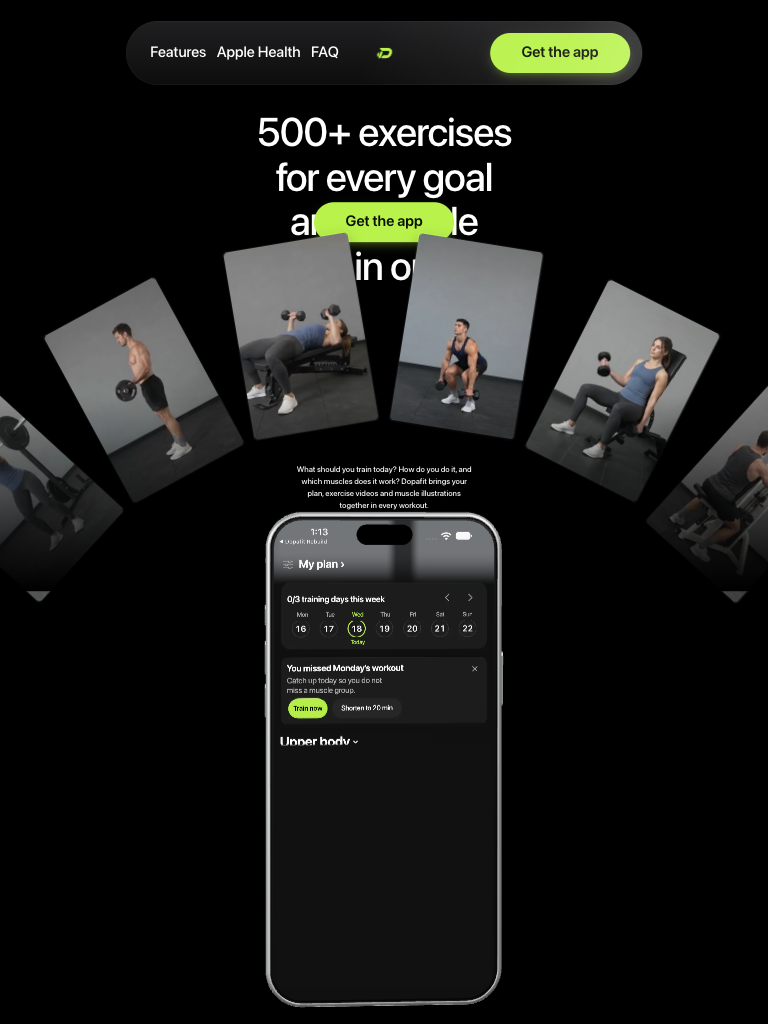 Features Apple Health FAQ Get the app
500+ exercises
for every goal
Get the app
in
What should you train today? How do you do it, and
which muscles does it work? Dopafit brings your
plan, exercise videos and muscle illustrations
together in every workout.
1:13
◀ Dopafit Rebuild
My plan ›
0/3 training days this week
Mon Tue Wed Thu Fri Sat Sun
16 17 18 19 20 21 22
Today
You missed Monday's workout
Catch up today so you do not
miss a muscle group.
Train now Shorten to 20 min
Upper body